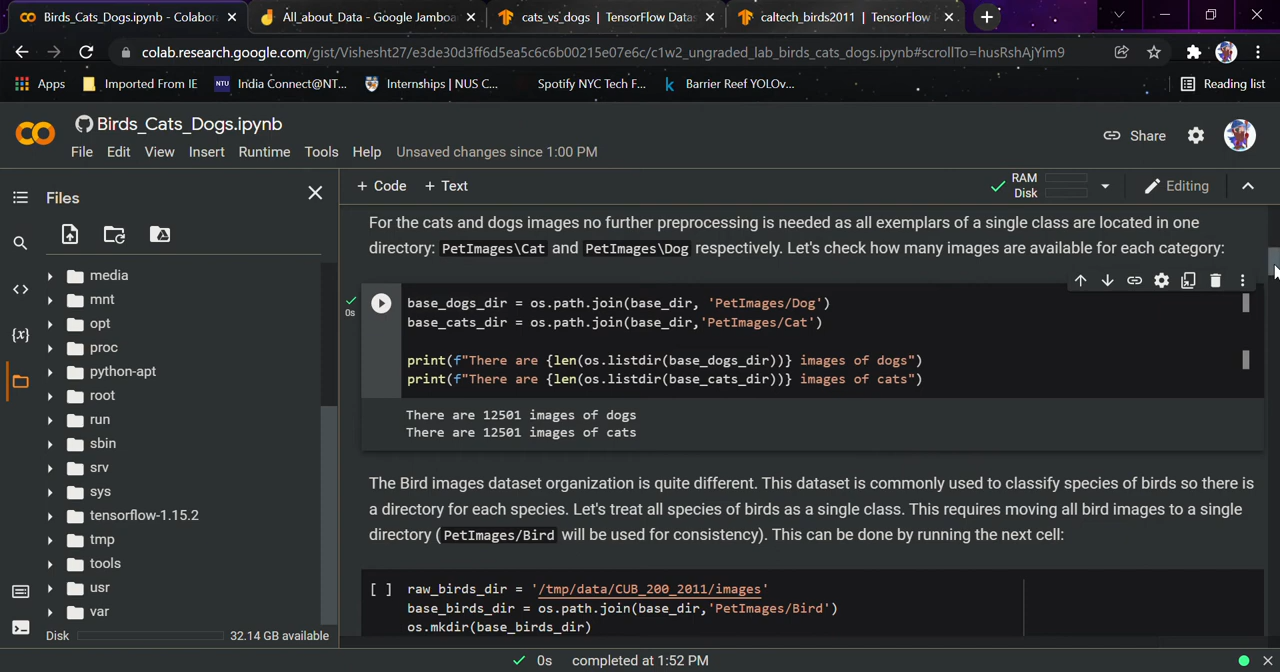 Birds_Cats_Dogs.ipynb - Colabor
All_about_Data - Google Jamboa
cats_vs_dogs | TensorFlow Datas
caltech_birds2011 | TensorFlow
colab.research.google.com/gist/Vishesht27/e3de30d3ff6d5ea5c6c6b00215e07e6c/c1w2_ungraded_lab_birds_cats_dogs.ipynb#scrollTo=husRshAjYim9
Apps
Imported From IE
NTU
India Connect@NT...
Internships | NUS C...
Spotify NYC Tech F...
k
Barrier Reef YOLOv...
Reading list
Birds_Cats_Dogs.ipynb
Share
File Edit View Insert Runtime Tools Help Unsaved changes since 1:00 PM
Files
+ Code + Text
RAM
Disk
Editing
media
mnt
opt
proc
python-apt
root
run
sbin
srv
sys
tensorflow-1.15.2
tmp
tools
usr
var
Disk
32.14 GB available
For the cats and dogs images no further preprocessing is needed as all exemplars of a single class are located in one
directory: PetImages\Cat and PetImages\Dog respectively. Let's check how many images are available for each category:
0s
base_dogs_dir = os.path.join(base_dir, 'PetImages/Dog')
base_cats_dir = os.path.join(base_dir,'PetImages/Cat')
print(f"There are {len(os.listdir(base_dogs_dir))} images of dogs")
print(f"There are {len(os.listdir(base_cats_dir))} images of cats")
There are 12501 images of dogs
There are 12501 images of cats
The Bird images dataset organization is quite different. This dataset is commonly used to classify species of birds so there is
a directory for each species. Let's treat all species of birds as a single class. This requires moving all bird images to a single
directory ( PetImages/Bird will be used for consistency). This can be done by running the next cell:
[ ] raw_birds_dir = '/tmp/data/CUB_200_2011/images'
base_birds_dir = os.path.join(base_dir,'PetImages/Bird')
os.mkdir(base_birds_dir)
0s completed at 1:52 PM